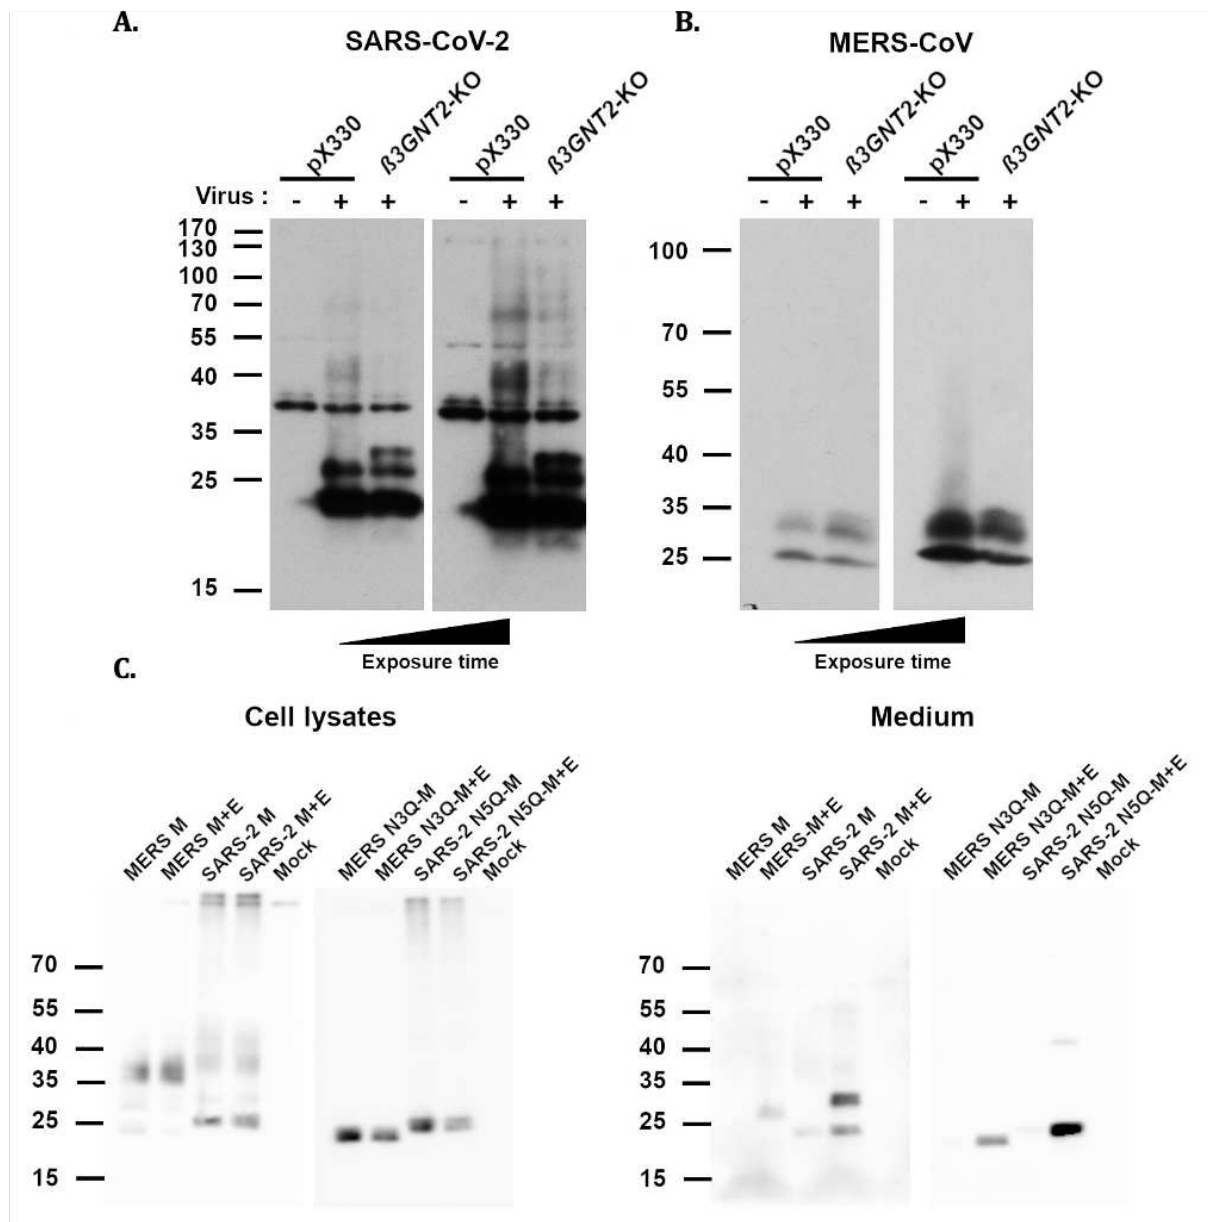 A.
SARS-CoV-2
pX330
ß3GNT2-KO
pX330
ß3GNT2-KO
Virus : - + + - + +
170
130
100
70
55
40
35
25
15
Exposure time
B.
MERS-CoV
pX330
ß3GNT2-KO
pX330
ß3GNT2-KO
- + + - + +
100
70
55
40
35
25
Exposure time
C.
Cell lysates
MERS M
MERS M+E
SARS-2 M
SARS-2 M+E
Mock
MERS N3Q-M
MERS N3Q-M+E
SARS-2 N5Q-M
SARS-2 N5Q-M+E
Mock
70
55
40
35
25
15
Medium
MERS M
MERS-M+E
SARS-2 M
SARS-2 M+E
Mock
MERS N3Q-M
MERS N3Q-M+E
SARS-2 N5Q-M
SARS-2 N5Q-M+E
Mock
70
55
40
35
25
15